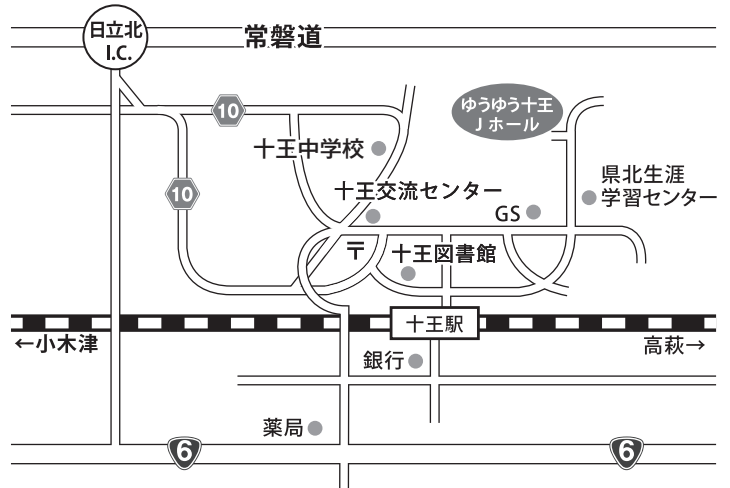 日立北
I.C.
常磐道
10
ゆうゆう十王
Jホール
十王中学校
県北生涯
学習センター
10
十王交流センター
GS
〒
十王図書館
十王駅
←小木津
高萩→
銀行
薬局
6
6